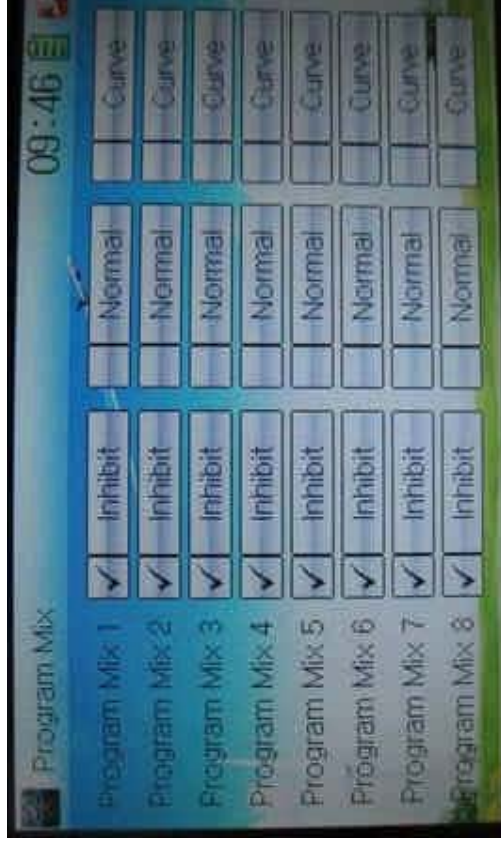 Program Mix 09:46
Program Mix 1 Inhibit Normal Curve
Program Mix 2 Inhibit Normal Curve
Program Mix 3 Inhibit Normal Curve
Program Mix 4 Inhibit Normal Curve
Program Mix 5 Inhibit Normal Curve
Program Mix 6 Inhibit Normal Curve
Program Mix 7 Inhibit Normal Curve
Program Mix 8 Inhibit Normal Curve